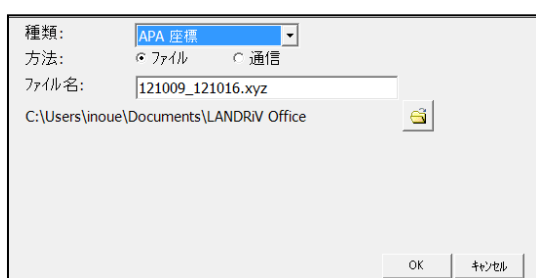 種類: APA 座標
方法: ファイル 通信
ファイル名: 121009_121016.xyz
C:\Users\inoue\Documents\LANDRiV Office
OK キャンセル